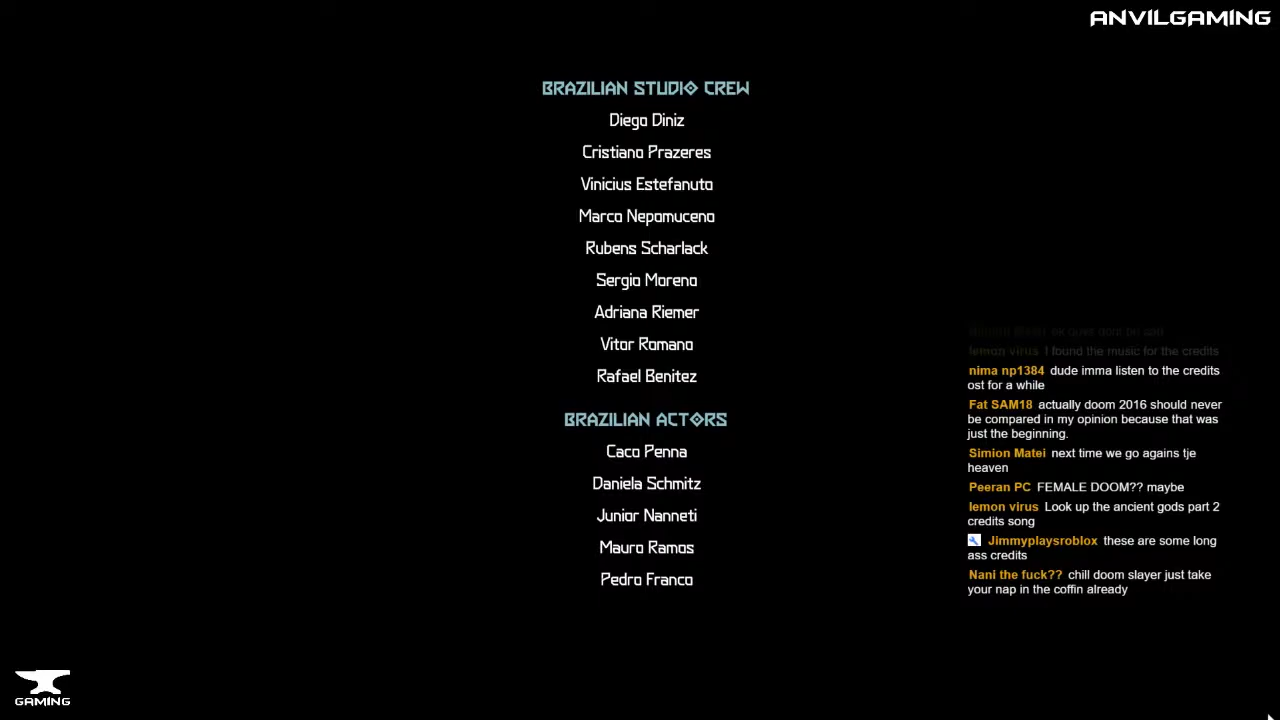 ANVILGAMING
BRAZILIAN STUDIO CREW
Diego Diniz
Cristiano Prazeres
Vinicius Estefanuto
Marco Nepomuceno
Rubens Scharlack
Sergio Moreno
Adriana Riemer
Vitor Romano
Rafael Benitez
BRAZILIAN ACTORS
Caco Penna
Daniela Schmitz
Junior Nanneti
Mauro Ramos
Pedro Franco
lemon virus I found the music for the credits
nima np1384 dude imma listen to the credits
ost for a while
Fat SAM18 actually doom 2016 should never
be compared in my opinion because that was
just the beginning.
Simion Matei next time we go agains tje
heaven
Peeran PC FEMALE DOOM?? maybe
lemon virus Look up the ancient gods part 2
credits song
Jimmyplaysroblox these are some long
ass credits
Nani the fuck?? chill doom slayer just take
your nap in the coffin already
GAMING